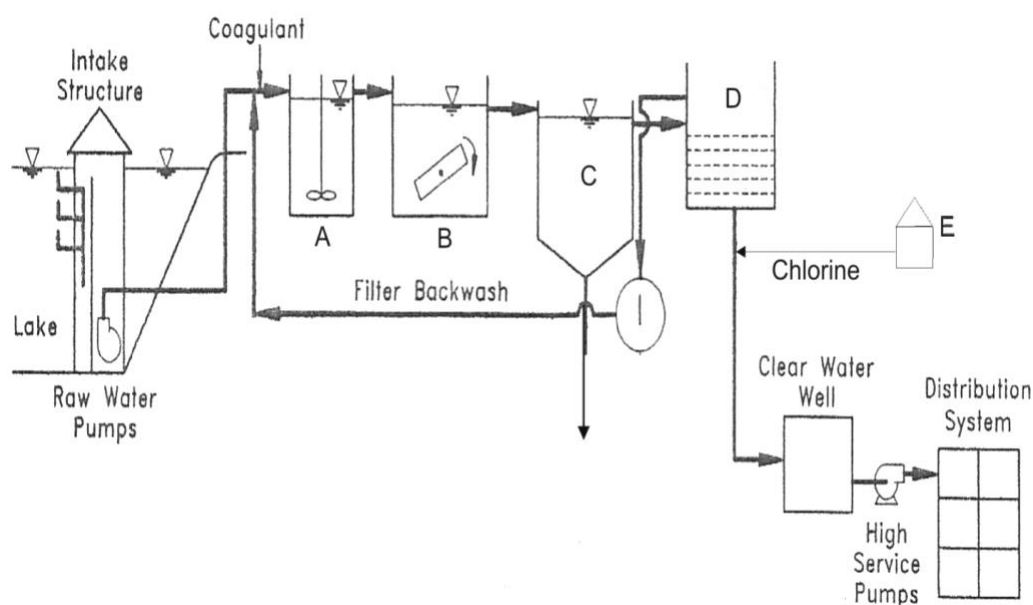 Coagulant
Intake
Structure
A
B
C
D
E
Chlorine
Filter Backwash
Lake
Raw Water
Pumps
Clear Water
Well
Distribution
System
High
Service
Pumps